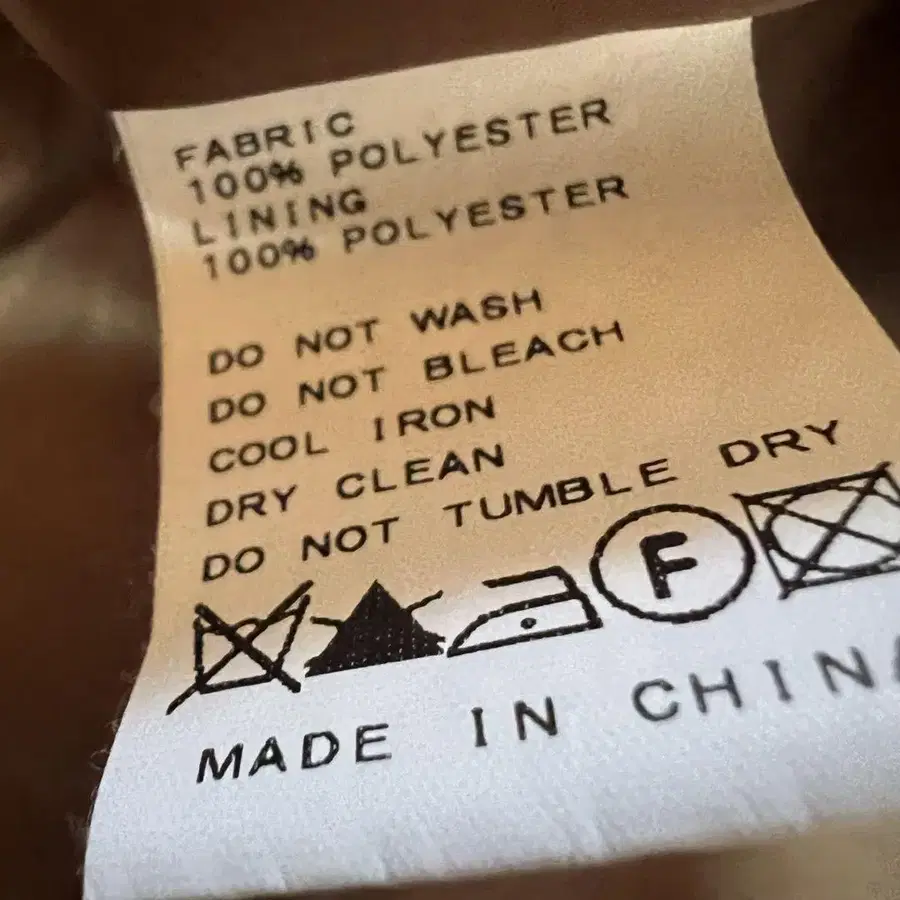 FABRIC
100% POLYESTER
LINING
100% POLYESTER
DO NOT WASH
DO NOT BLEACH
COOL IRON
DRY CLEAN
DO NOT TUMBLE DRY
F
MADE IN CHINA